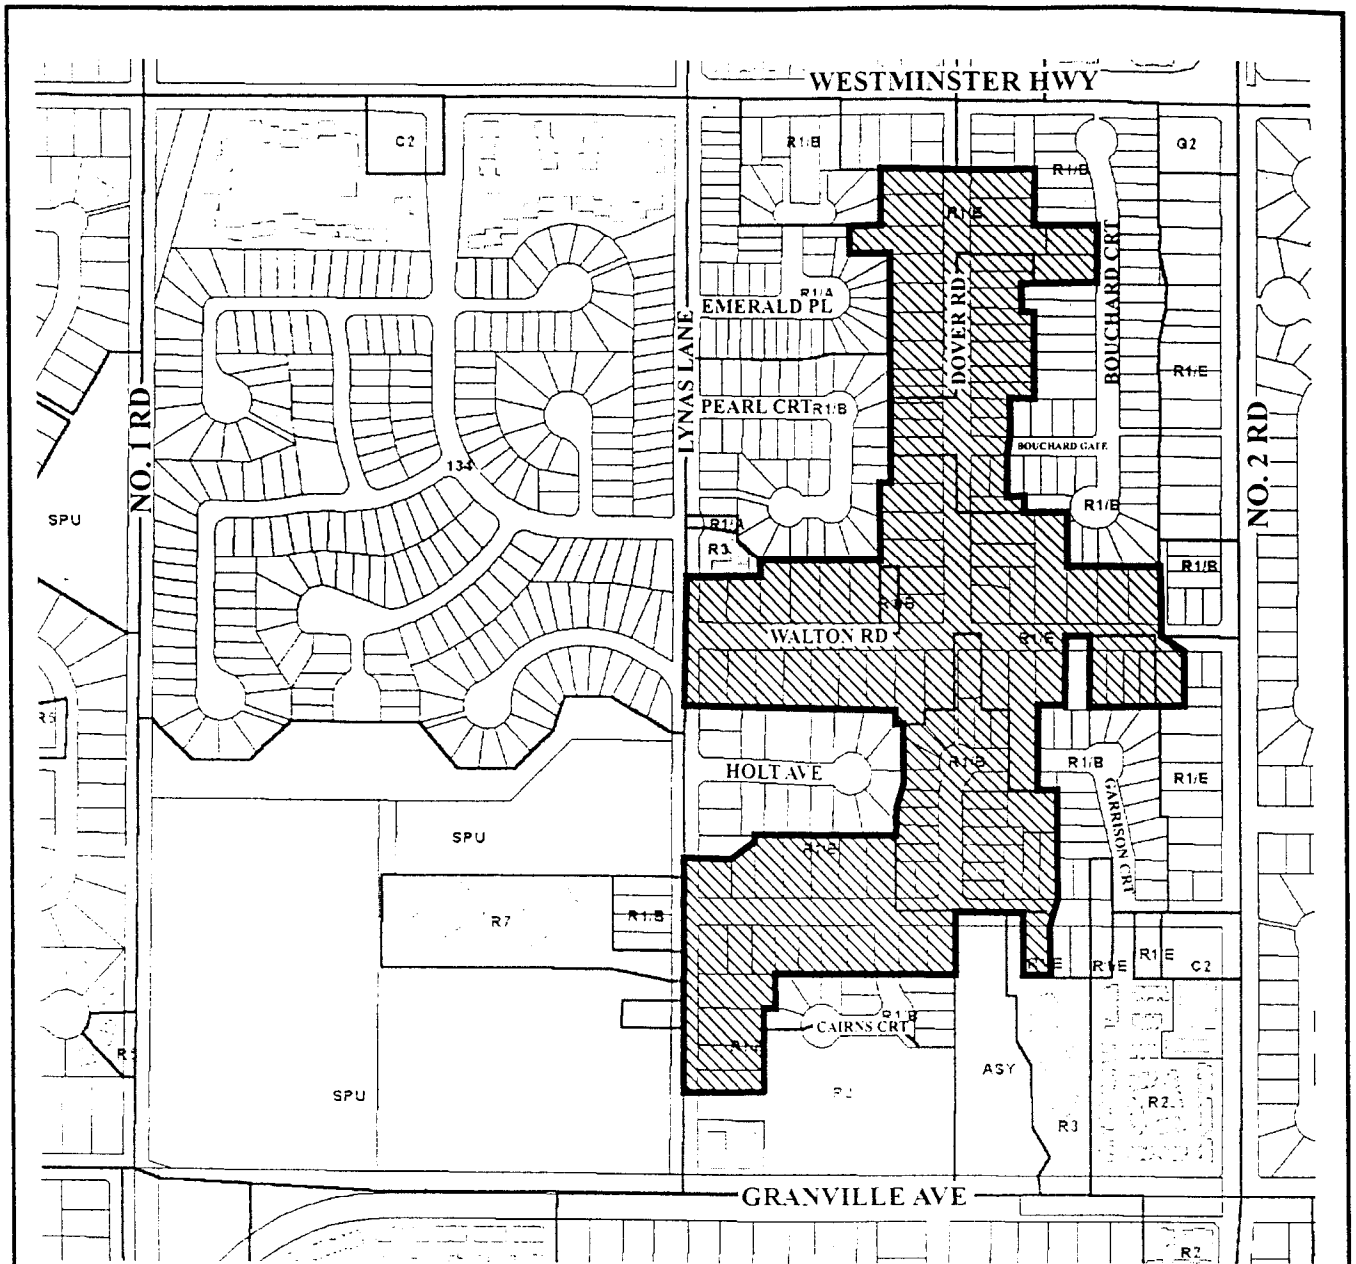 WESTMINSTER HWY
C2
R1/B
R1/B
R1/E
BOUCHARD CRT
R1/A
EMERALD PL
DOVER RD
LYNAS LANE
R1/E
NO. 1 RD
PEARL CRT
R1/B
NO. 2 RD
BOUCHARD GATE
134
SPU
R1/B
R1/A
R3
R1/B
WALTON RD
R1/E
HOLT AVE
R1/B
R1/B
R1/E
GARRISON CRT
SPU
R7
R1/B
R1/E
R1/E
C2
CAIRNS CRT
R1/B
ASY
SPU
R2
R3
GRANVILLE AVE
R2